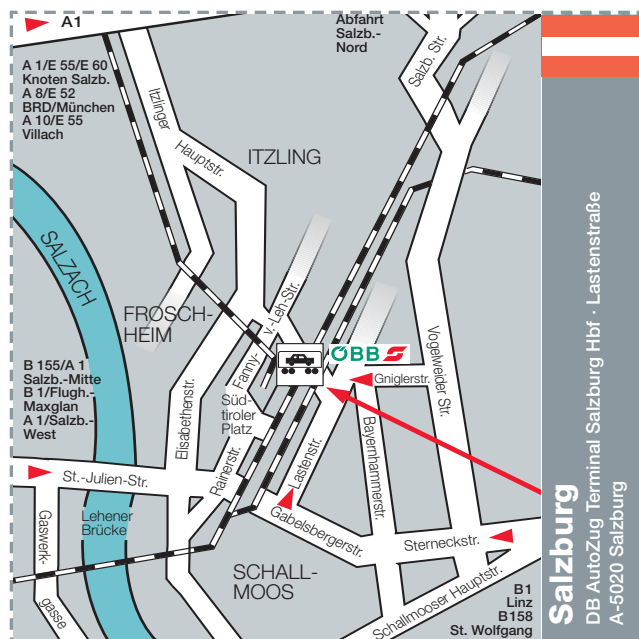 A1
Abfahrt
Salzb.-
Nord
Salzb. Str.
A 1/E 55/E 60
Knoten Salzb.
A 8/E 52
BRD/München
A 10/E 55
Villach
Itzlinger
Hauptstr.
ITZLING
SALZACH
FROSCH-
HEIM
Fanny-
v.-Leh-Str.
ÖBB
Gniglerstr.
Vogelweider Str.
B 155/A 1
Salzb.-Mitte
B 1/Flugh.-
Maxglan
A 1/Salzb.-
West
Elisabethenstr.
Süd-
tiroler
Platz
Rainerstr.
Lastenstr.
Bayernhammerstr.
St.-Julien-Str.
Gaswerk-
gasse
Lehener
Brücke
Gabelsbergerstr.
Sterneckstr.
SCHALL-
MOOS
Schallmooser Hauptstr.
B1
Linz
B158
St. Wolfgang
Salzburg
DB AutoZug Terminal Salzburg Hbf · Lastenstraße
A-5020 Salzburg